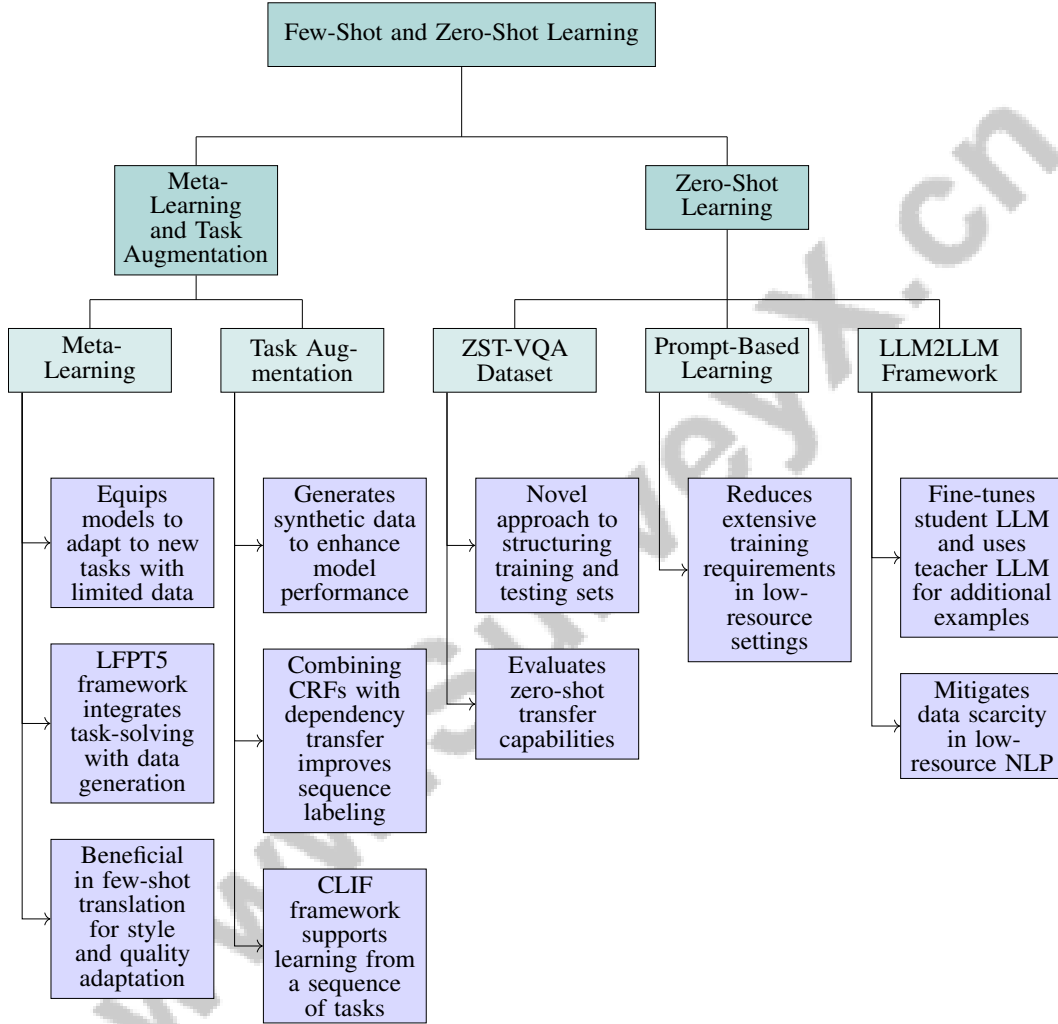 Few-Shot and Zero-Shot Learning
Meta-
Learning
and Task
Augmentation
Zero-Shot
Learning
Meta-
Learning
Task Aug-
mentation
ZST-VQA
Dataset
Prompt-Based
Learning
LLM2LLM
Framework
Equips
models to
adapt to new
tasks with
limited data
Generates
synthetic data
to enhance
model
performance
Novel
approach to
structuring
training and
testing sets
Reduces
extensive
training
requirements
in low-
resource
settings
Fine-tunes
student LLM
and uses
teacher LLM
for additional
examples
LFPT5
framework
integrates
task-solving
with data
generation
Combining
CRFs with
dependency
transfer
improves
sequence
labeling
Evaluates
zero-shot
transfer
capabilities
Mitigates
data scarcity
in low-
resource NLP
Beneficial
in few-shot
translation
for style
and quality
adaptation
CLIF
framework
supports
learning from
a sequence
of tasks
www.surveyx.cn